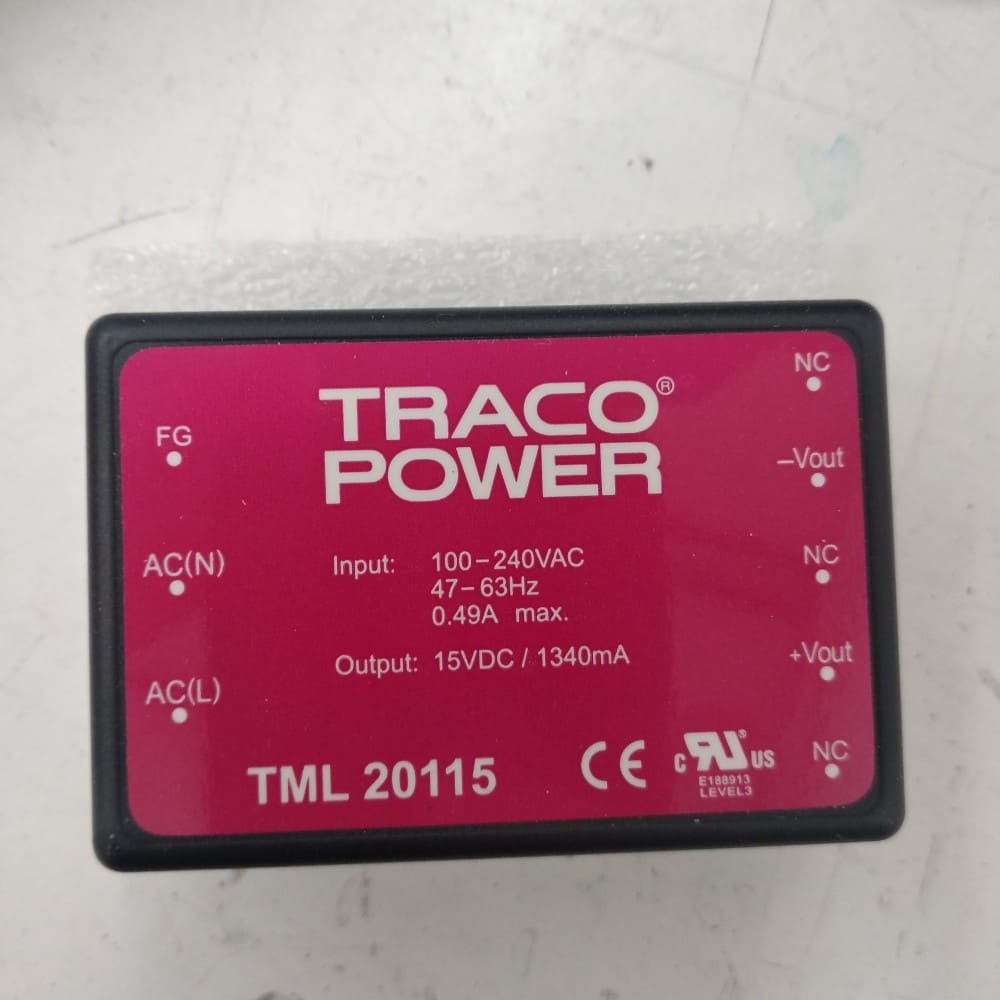 TRACO®
POWER
FG
AC(N)
AC(L)
Input: 100–240VAC
47–63Hz
0.49A max.
Output: 15VDC / 1340mA
TML 20115
CE
c RU® US
E188913
LEVEL3
NC
–Vout
NC
+Vout
NC